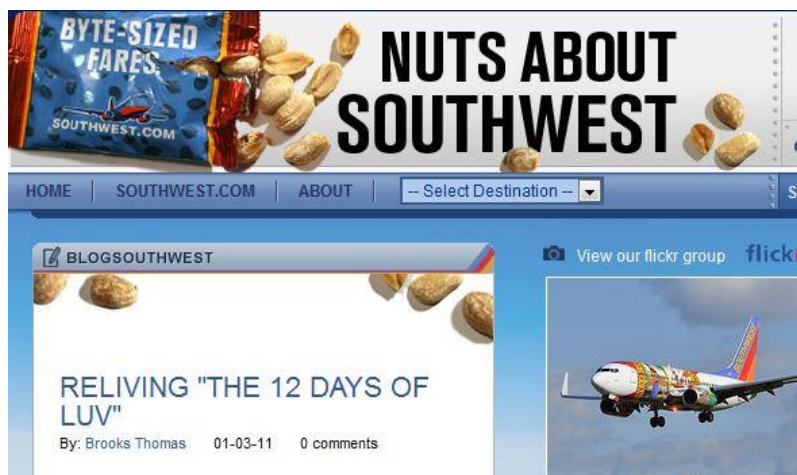 BYTE-SIZED
FARES
SOUTHWEST.COM
NUTS ABOUT
SOUTHWEST
HOME
SOUTHWEST.COM
ABOUT
-- Select Destination --
BLOGSOUTHWEST
View our flickr group
RELIVING "THE 12 DAYS OF
LUV"
By: Brooks Thomas 01-03-11 0 comments